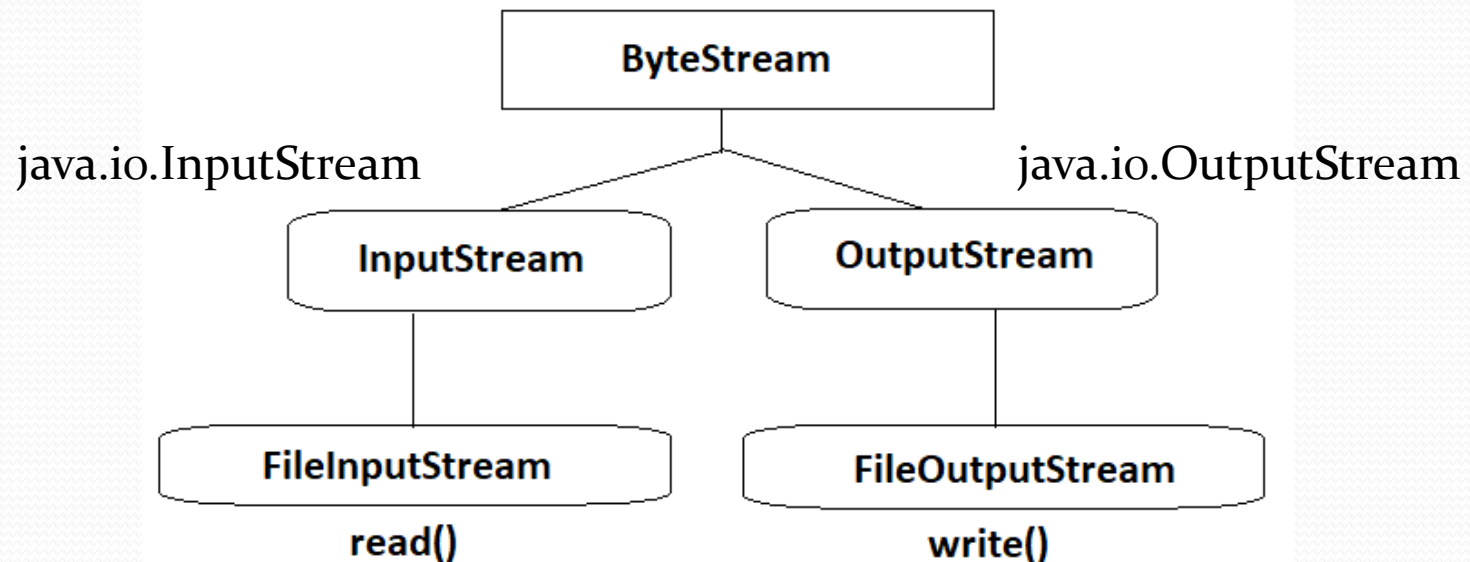 ByteStream
java.io.InputStream
java.io.OutputStream
InputStream
OutputStream
FileInputStream
FileOutputStream
read()
write()